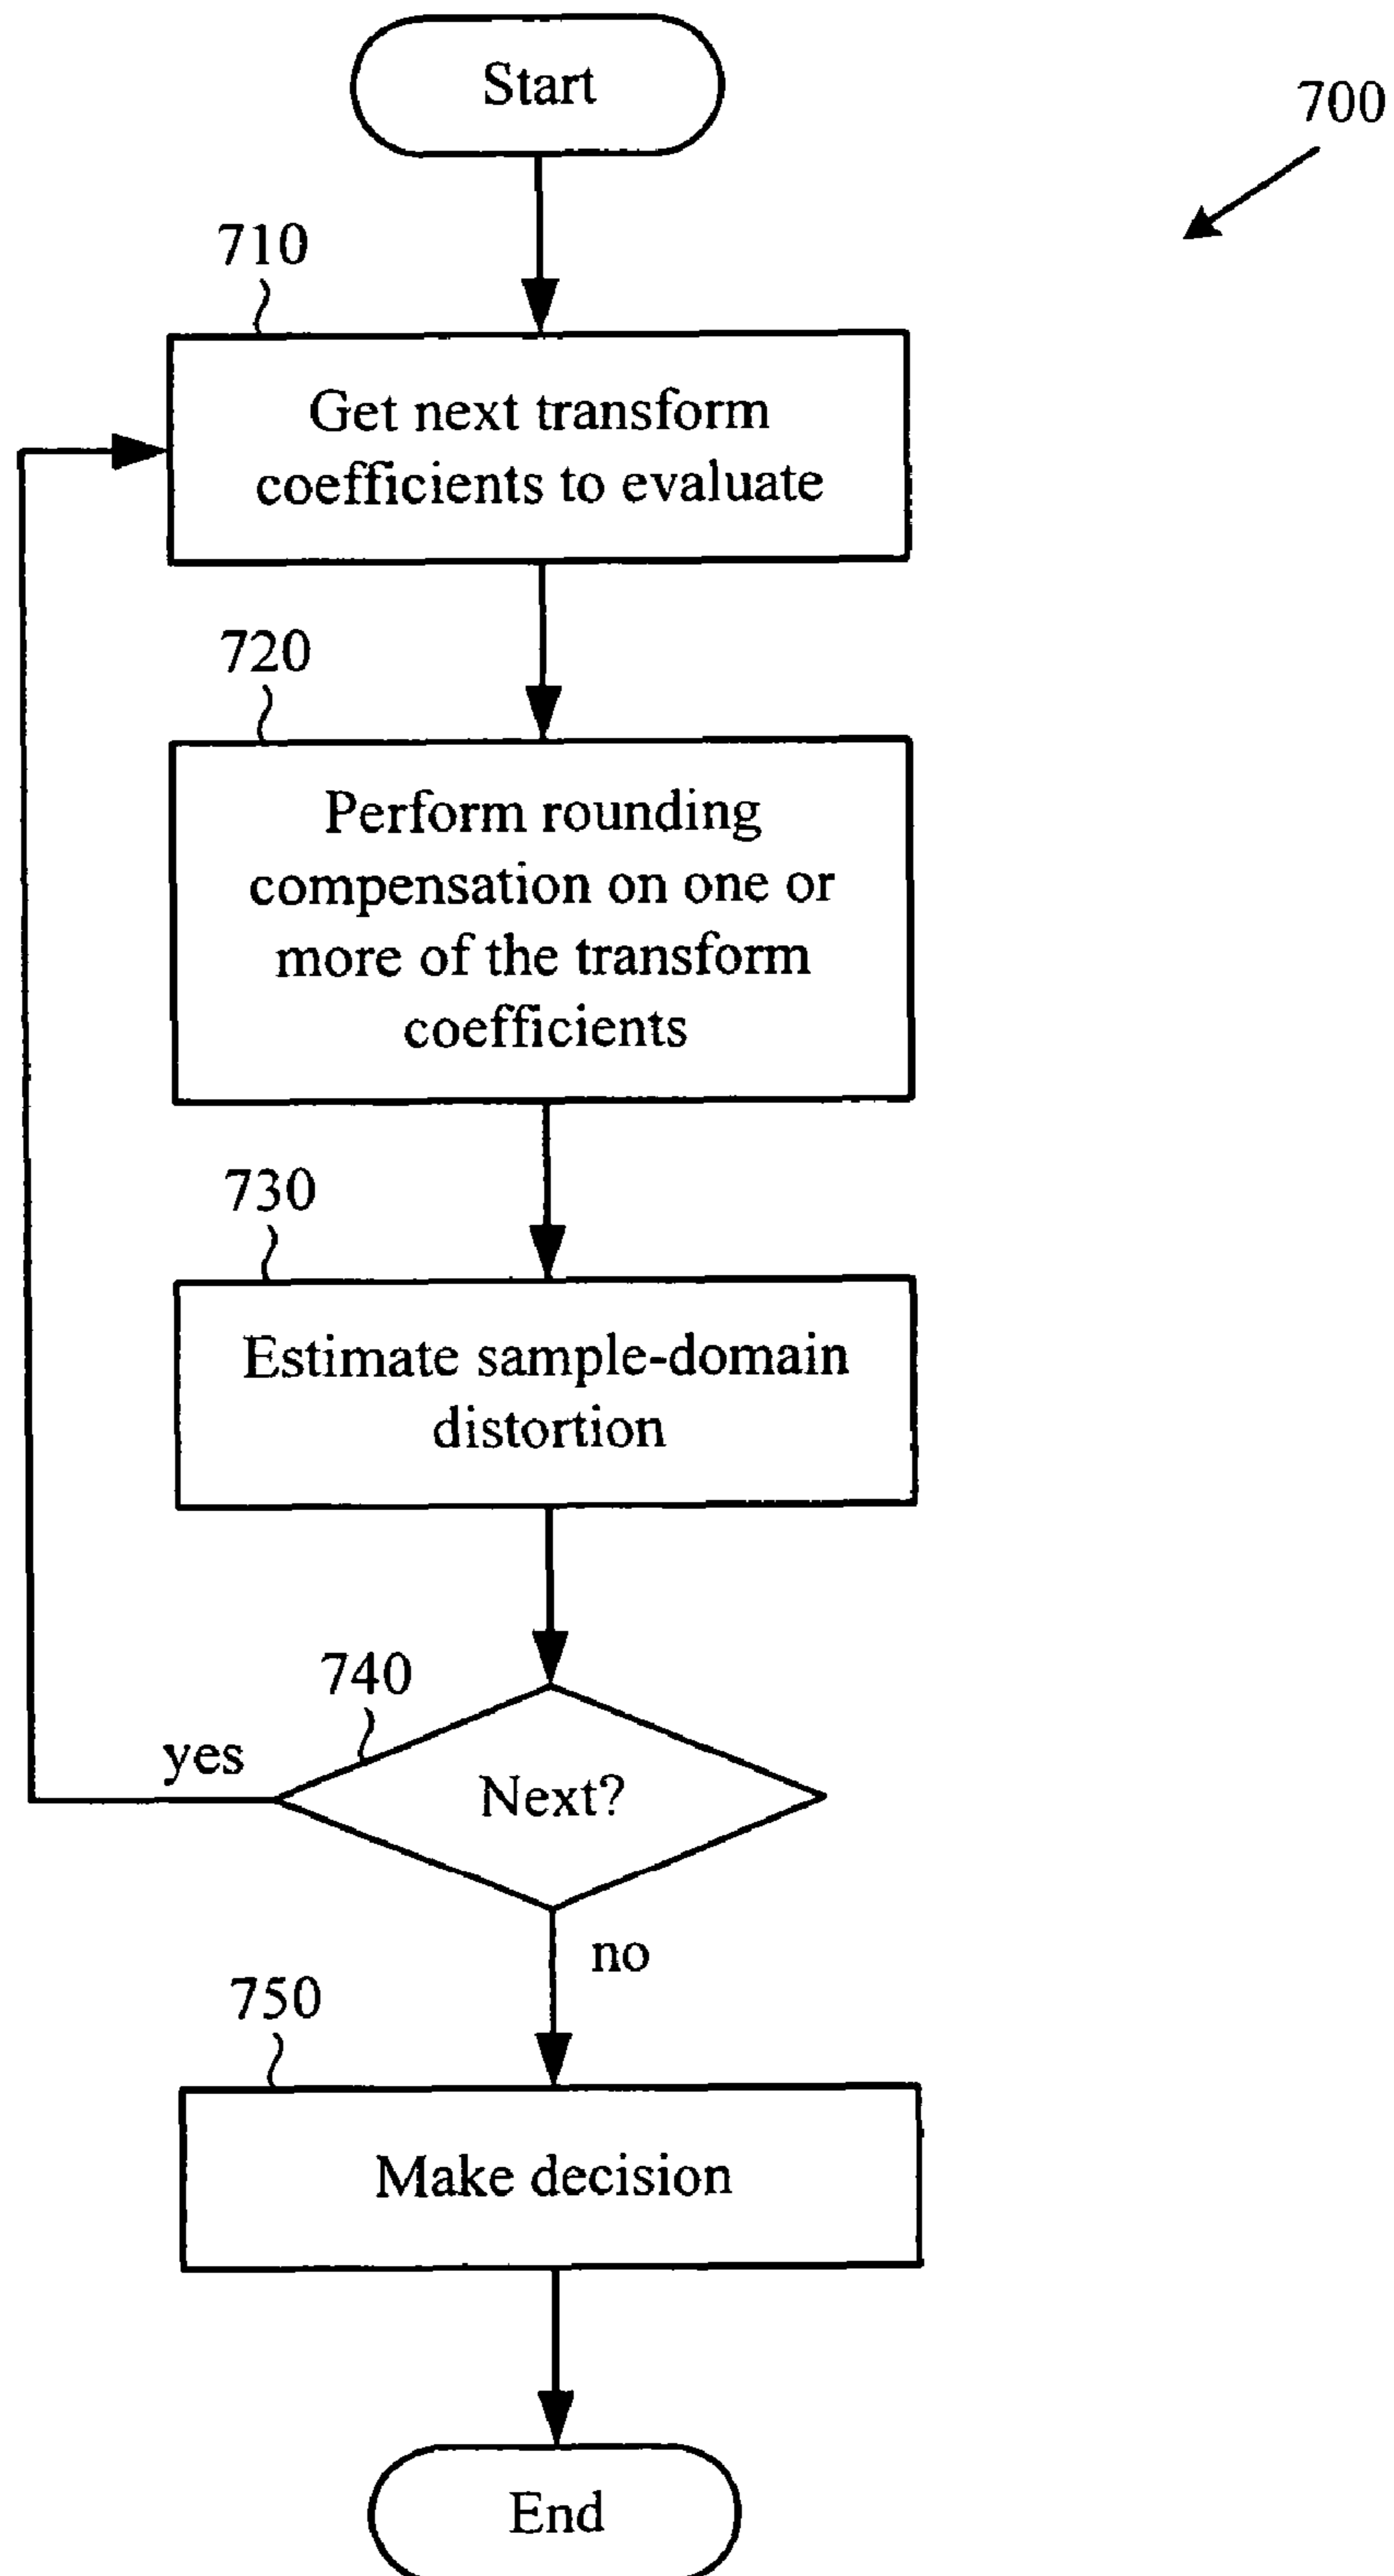 Start
700
710
Get next transform
coefficients to evaluate
720
Perform rounding
compensation on one or
more of the transform
coefficients
730
Estimate sample-domain
distortion
740
yes
Next?
no
750
Make decision
End